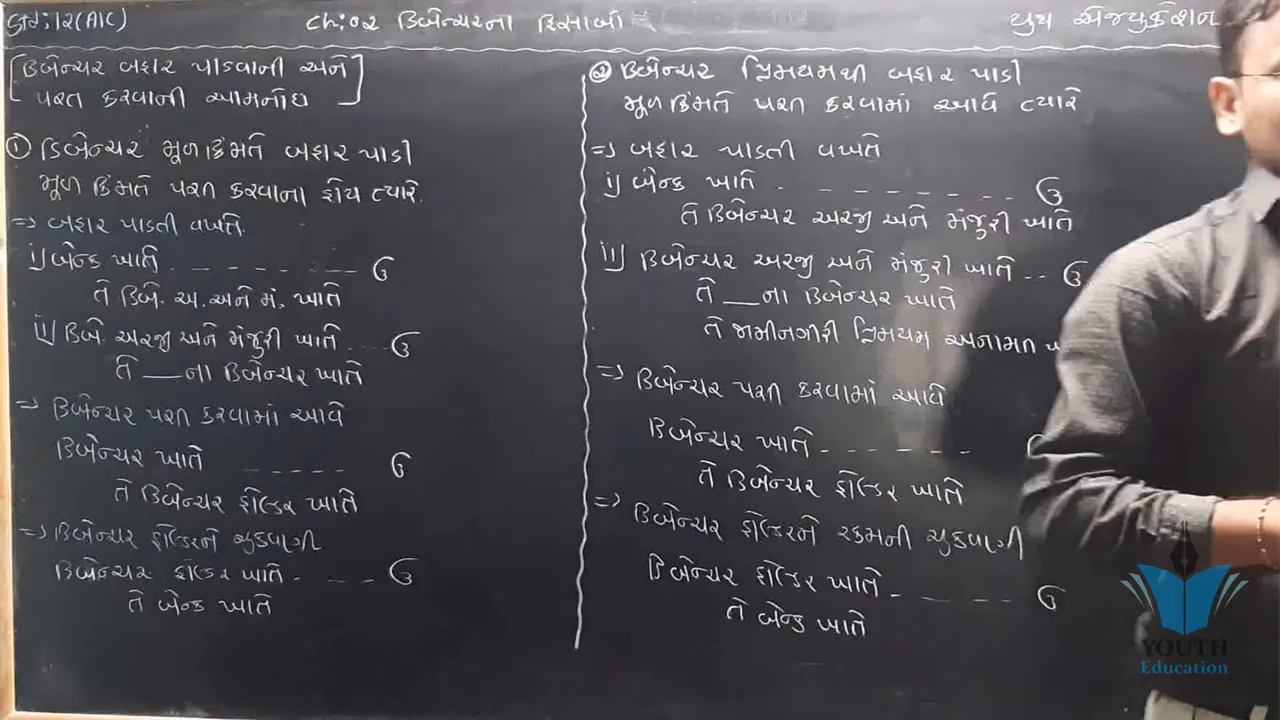 ધોરણ:૧૨(A/C)
Ch:૦૨ ડિબેન્ચરના હિસાબો
યુથ એજ્યુકેશન
[ડિબેન્ચર બહાર પાડવાની અને
પરત કરવાની આમનોંધ]
① ડિબેન્ચર મૂળકિંમતે બહાર પાડી
મૂળ કિંમતે પરત કરવાના હોય ત્યારે.
=> બહાર પાડતી વખતે.
i) બેન્ક ખાતે . - - - - - - - ઉ
તે ડિબે. અ. અને મં. ખાતે
ii) ડિબે. અરજી અને મંજુરી ખાતે ---- ઉ
તે ___ના ડિબેન્ચર ખાતે
=> ડિબેન્ચર પરત કરવામાં આવે
ડિબેન્ચર ખાતે - - - - - ઉ
તે ડિબેન્ચર હોલ્ડર ખાતે
=> ડિબેન્ચર હોલ્ડરને ચુકવણી
ડિબેન્ચર હોલ્ડર ખાતે - - - - ઉ
તે બેન્ક ખાતે
② ડિબેન્ચર પ્રિમિયમથી બહાર પાડી
મૂળકિંમતે પરત કરવામાં આવે ત્યારે
=> બહાર પાડતી વખતે
i) બેન્ક ખાતે . - - - - - - - ઉ
તે ડિબેન્ચર અરજી અને મંજુરી ખાતે
ii) ડિબેન્ચર અરજી અને મંજુરી ખાતે -- ઉ
તે ___ના ડિબેન્ચર ખાતે
તે જામીનગીરી પ્રિમિયમ અનામત ખ
=> ડિબેન્ચર પરત કરવામાં આવે
ડિબેન્ચર ખાતે - - - - - - -
તે ડિબેન્ચર હોલ્ડર ખાતે
=> ડિબેન્ચર હોલ્ડરને રકમની ચુકવણી
ડિબેન્ચર હોલ્ડર ખાતે - - - - - ઉ
તે બેન્ક ખાતે
YOUTH
Education